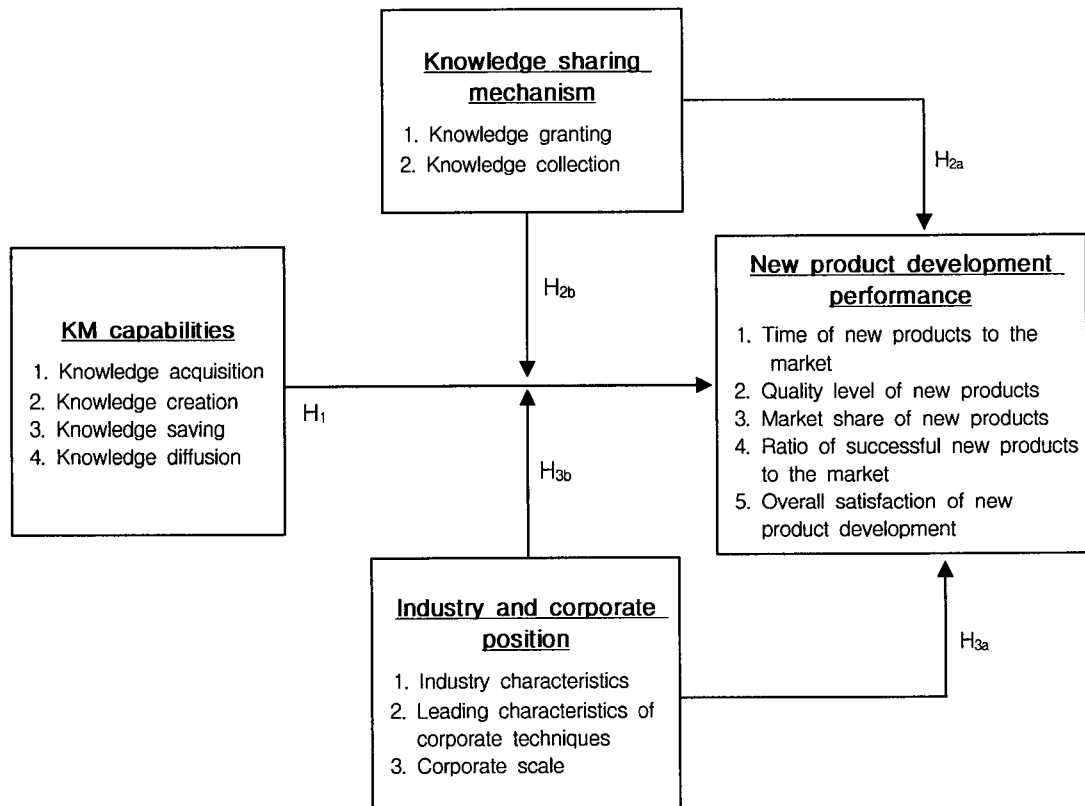 Knowledge sharing
mechanism
1. Knowledge granting
2. Knowledge collection
H2a
H2b
KM capabilities
1. Knowledge acquisition
2. Knowledge creation
3. Knowledge saving
4. Knowledge diffusion
H1
New product development
performance
1. Time of new products to the
market
2. Quality level of new products
3. Market share of new products
4. Ratio of successful new products
to the market
5. Overall satisfaction of new
product development
H3b
Industry and corporate
position
1. Industry characteristics
2. Leading characteristics of
corporate techniques
3. Corporate scale
H3a